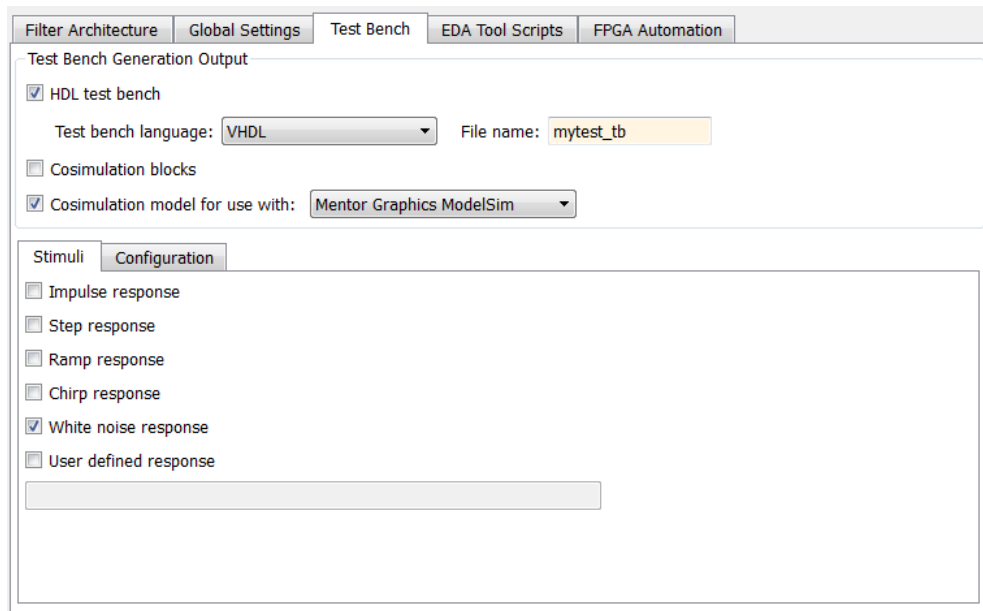 Filter Architecture Global Settings Test Bench EDA Tool Scripts FPGA Automation
Test Bench Generation Output
HDL test bench
Test bench language: VHDL File name: mytest_tb
Cosimulation blocks
Cosimulation model for use with: Mentor Graphics ModelSim
Stimuli Configuration
Impulse response
Step response
Ramp response
Chirp response
White noise response
User defined response